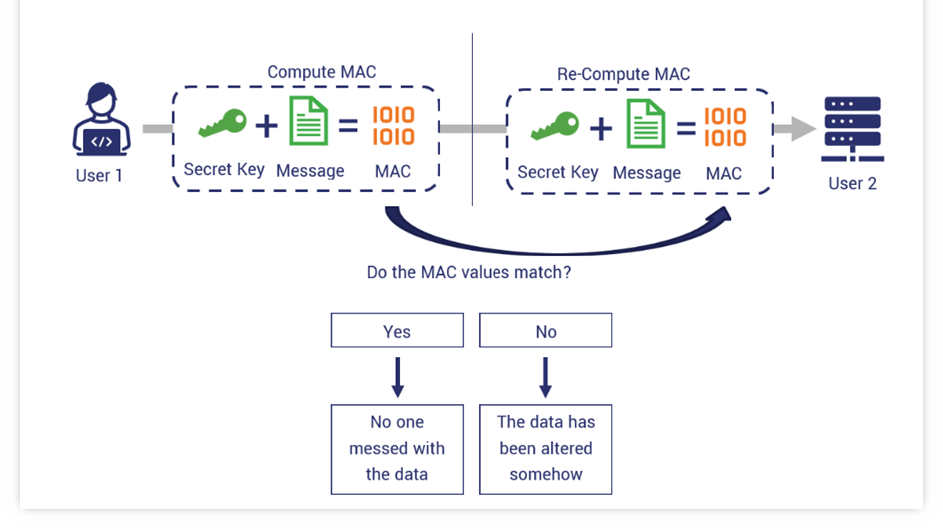 Compute MAC
Re-Compute MAC
1010
1010
1010
1010
</>
Secret Key
Message
MAC
Secret Key
Message
MAC
User 1
User 2
Do the MAC values match?
Yes
No
No one
messed with
the data
The data has
been altered
somehow